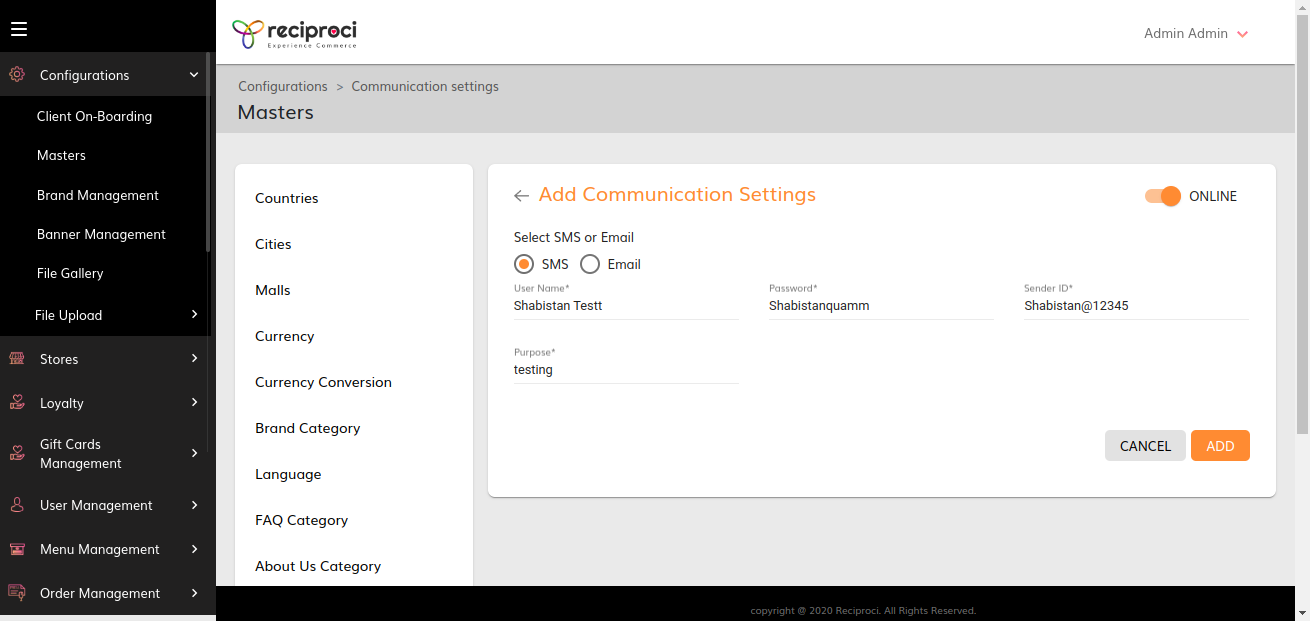 reciproci
Experience Commerce
Admin Admin
Configurations
Client On-Boarding
Masters
Brand Management
Banner Management
File Gallery
File Upload
Stores
Loyalty
Gift Cards
Management
User Management
Menu Management
Order Management
Configurations > Communication settings
Masters
Countries
Cities
Malls
Currency
Currency Conversion
Brand Category
Language
FAQ Category
About Us Category
Add Communication Settings
ONLINE
Select SMS or Email
SMS Email
User Name* Password* Sender ID*
Shabistan Testt Shabistanquamm Shabistan@12345
Purpose*
testing
CANCEL ADD
copyright @ 2020 Reciproci. All Rights Reserved.